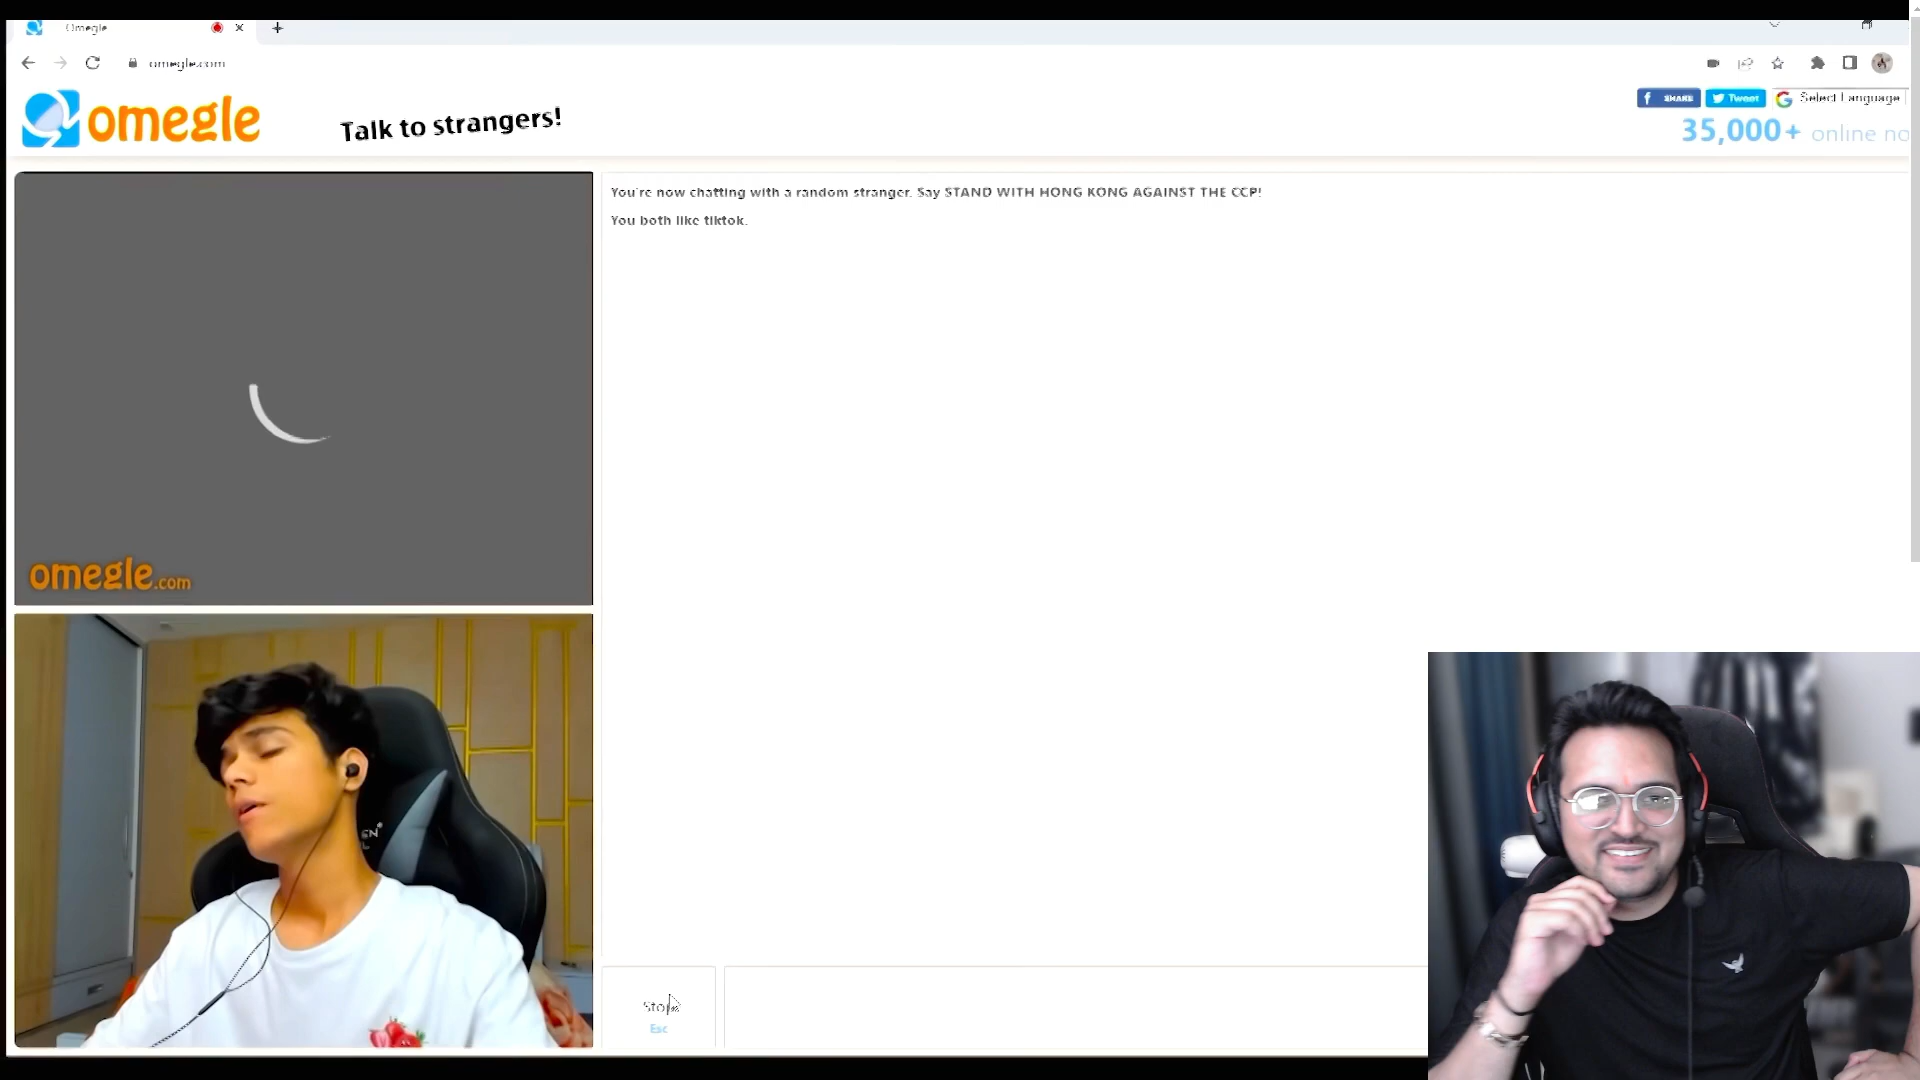 Omegle
omegle.com
omegle
Talk to strangers!
SHARE
Tweet
Select Language
35,000+ online no
You're now chatting with a random stranger. Say STAND WITH HONG KONG AGAINST THE CCP!
You both like tiktok.
omegle.com
Stop
Esc